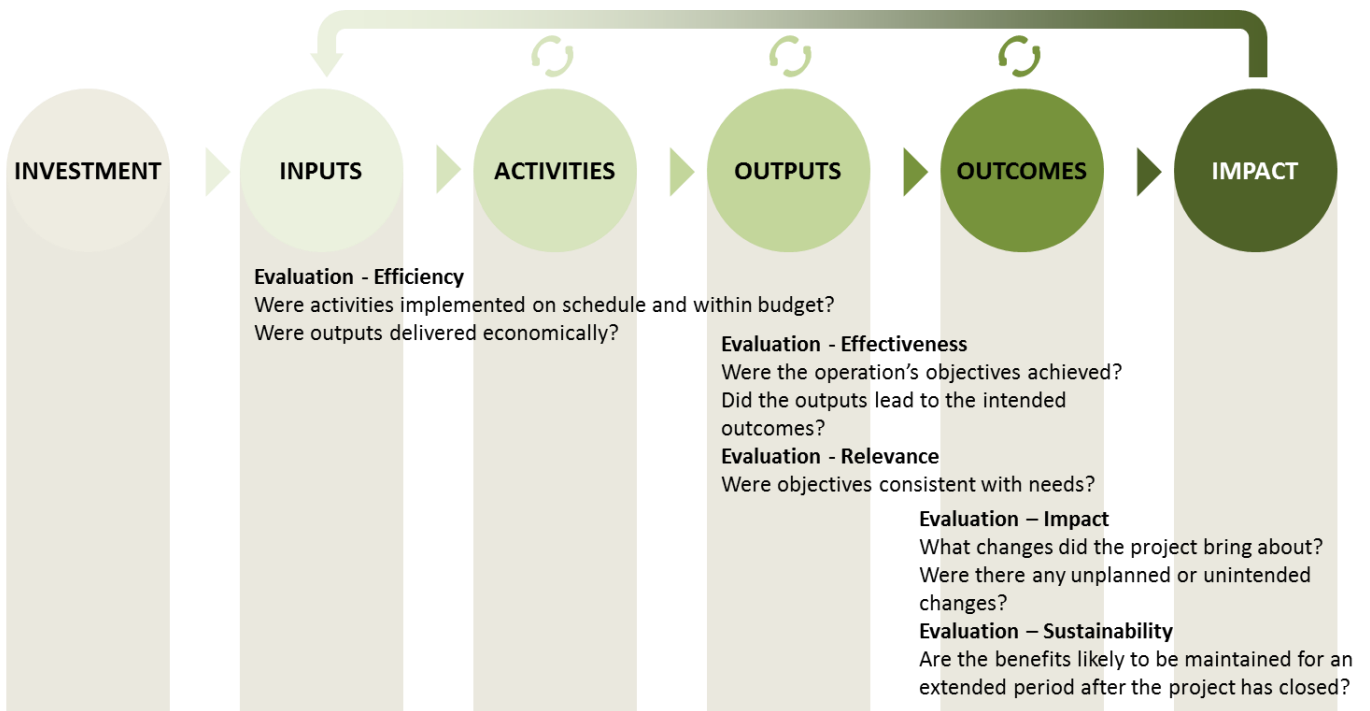 INVESTMENT
INPUTS
ACTIVITIES
OUTPUTS
OUTCOMES
IMPACT
Evaluation - Efficiency
Were activities implemented on schedule and within budget?
Were outputs delivered economically?
Evaluation - Effectiveness
Were the operation’s objectives achieved?
Did the outputs lead to the intended
outcomes?
Evaluation - Relevance
Were objectives consistent with needs?
Evaluation – Impact
What changes did the project bring about?
Were there any unplanned or unintended
changes?
Evaluation – Sustainability
Are the benefits likely to be maintained for an
extended period after the project has closed?